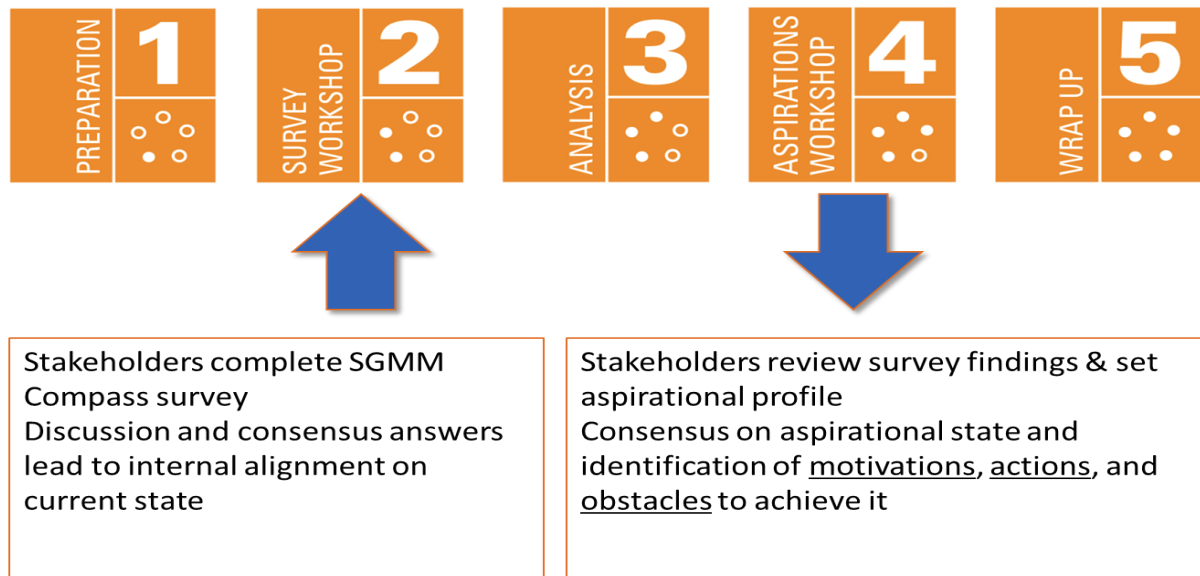 PREPARATION
1
SURVEY
WORKSHOP
2
ANALYSIS
3
ASPIRATIONS
WORKSHOP
4
WRAP UP
5
Stakeholders complete SGMM
Compass survey
Discussion and consensus answers
lead to internal alignment on
current state
Stakeholders review survey findings & set
aspirational profile
Consensus on aspirational state and
identification of motivations, actions, and
obstacles to achieve it